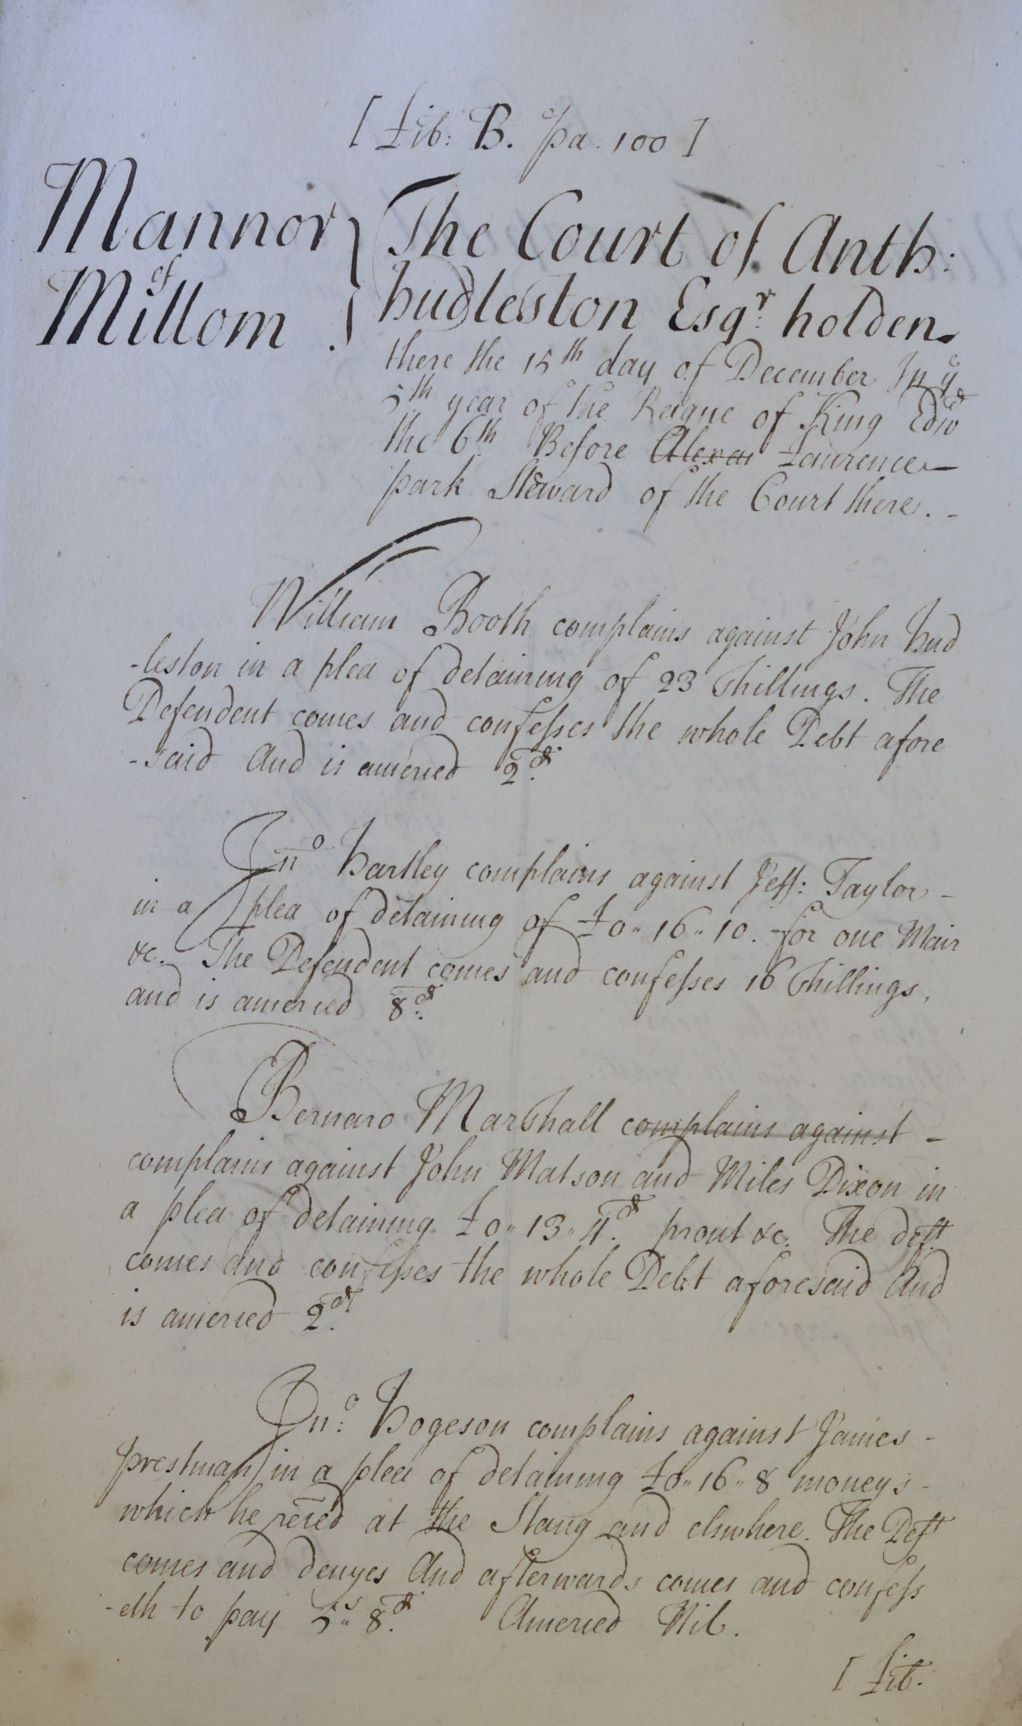 [ Lib: B. pa: 100 ]
Mannor of Millom
The Court of Anth:
hudleston Esqr. holden
there the 15th day of December In ye
5th year of the Reigne of King Edwd
the 6th Before Alexar Laurence
park Steward of the Court there. -
William Booth complains against John hud
-leston in a plea of detaining of 23 Shillings. The
Defendent comes and confesses the whole Debt afore
-said And is amerced 2d.
Jno hartley complains against Jeff: Taylor -
in a plea of detaining of £0„16„10. for one Mair
&c. The Defendent comes and confesses 16 Shillings.
and is amerced 8d.
Bernard Marshall complains against -
complains against John Matson and Miles Dixon in
a plea of detaining £0„13„4d. prout &c. The deft
comes and confesses the whole Debt aforesaid And
is amerced 2d.
Jno. hogeson complains against James -
prestman in a plea of detaining £0„16„8 moneys -
which he reced at the Stang and elswhere. The Deft
comes and denyes And afterwards comes and confess
-eth to pay 5s„8d. Amerced Nil.
[ Lib.